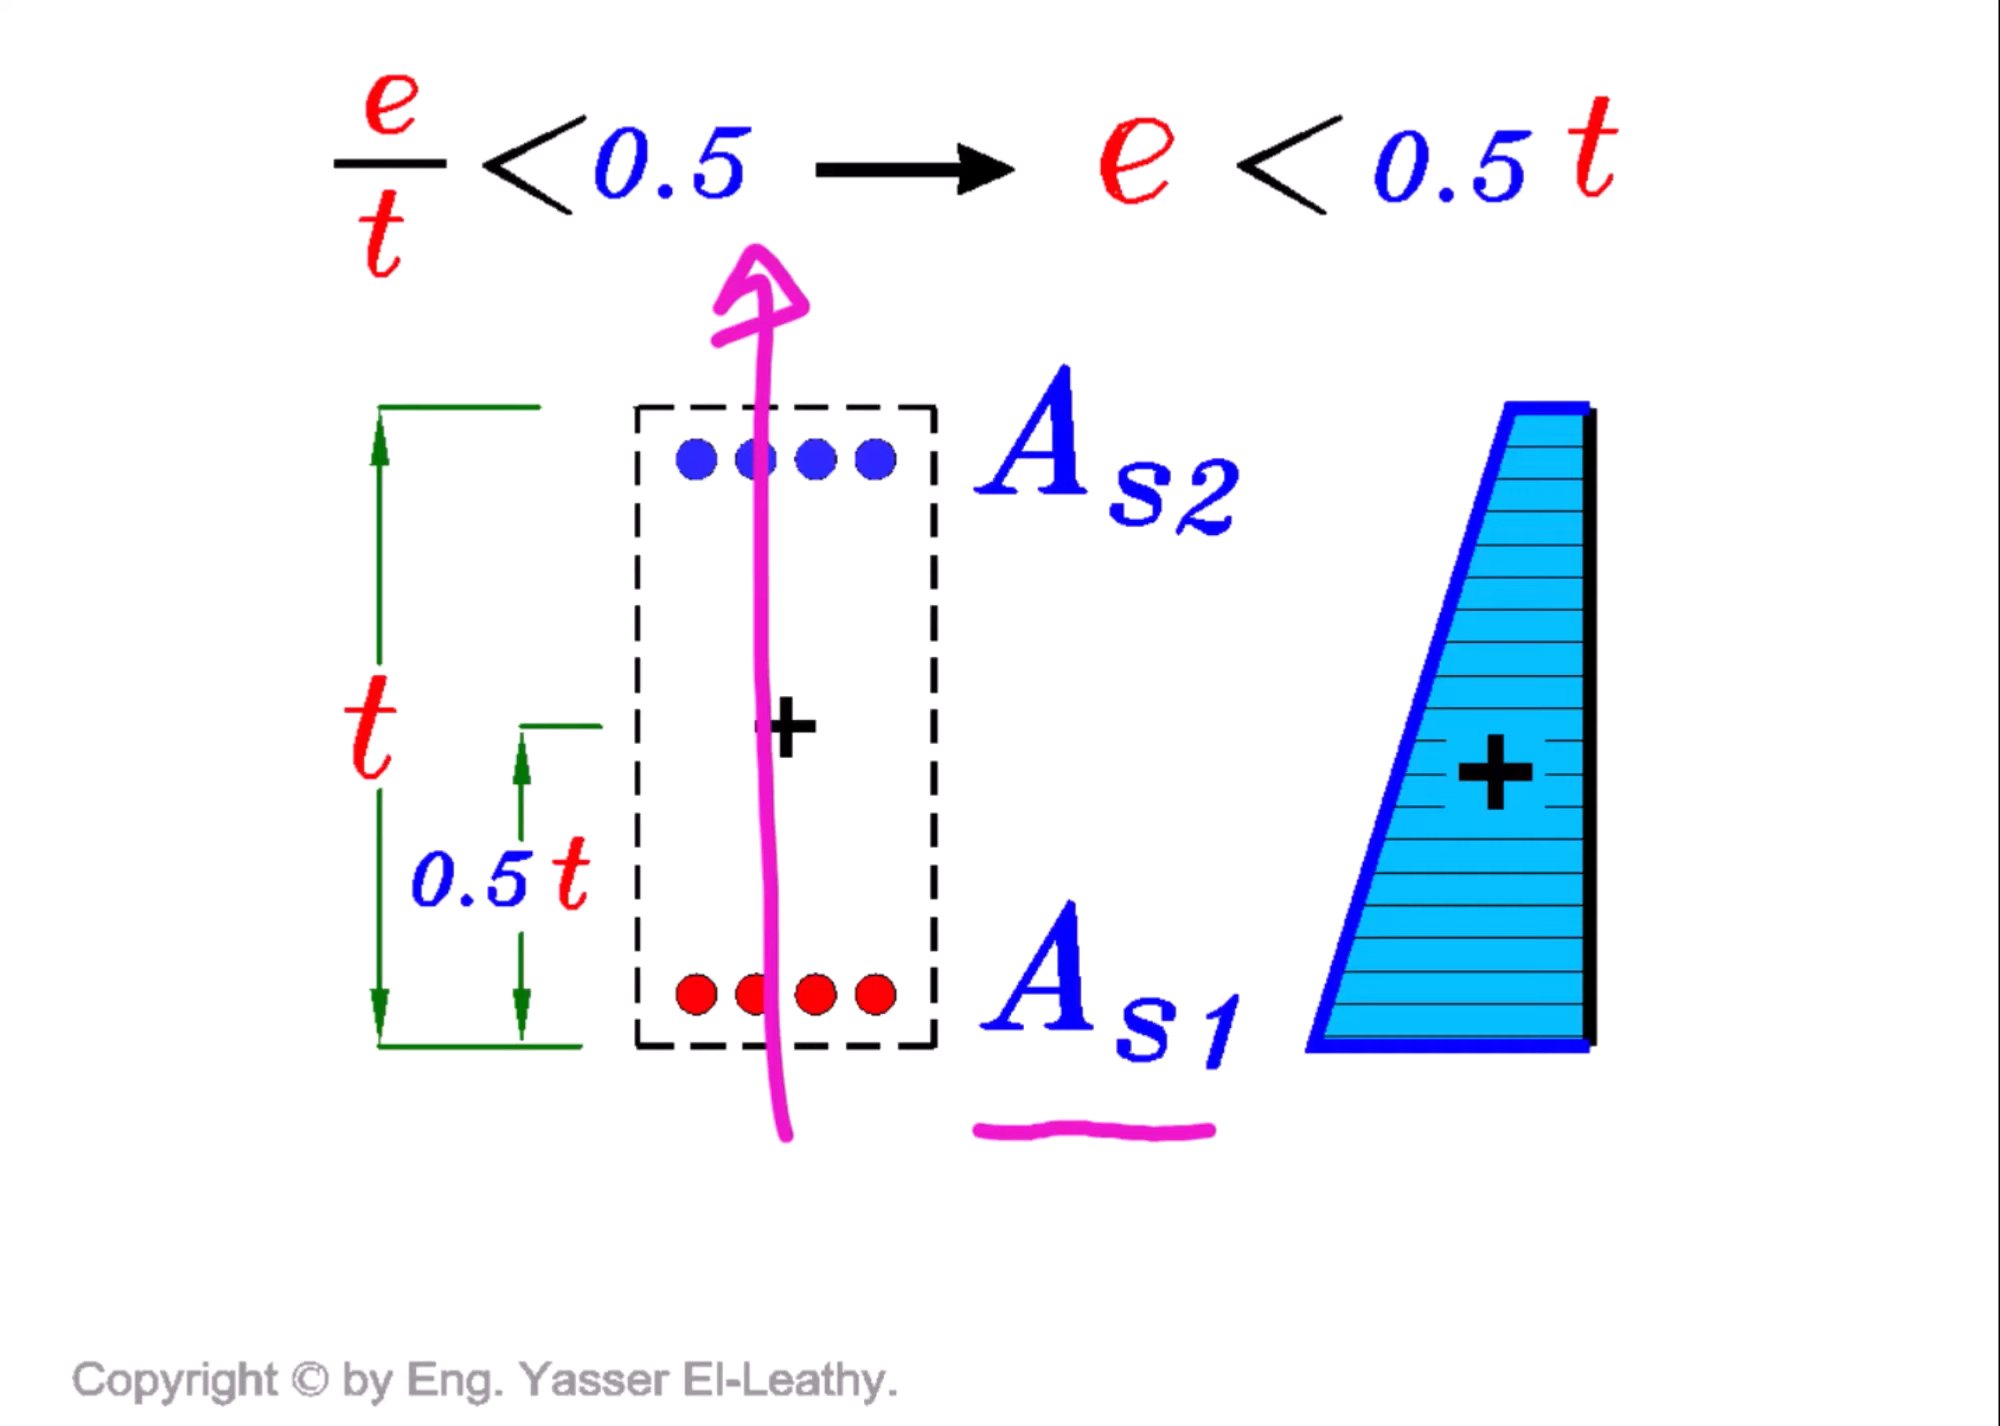 e/t < 0.5 → e < 0.5 t
A s2
t
+
+
0.5 t
A s1
Copyright © by Eng. Yasser El-Leathy.